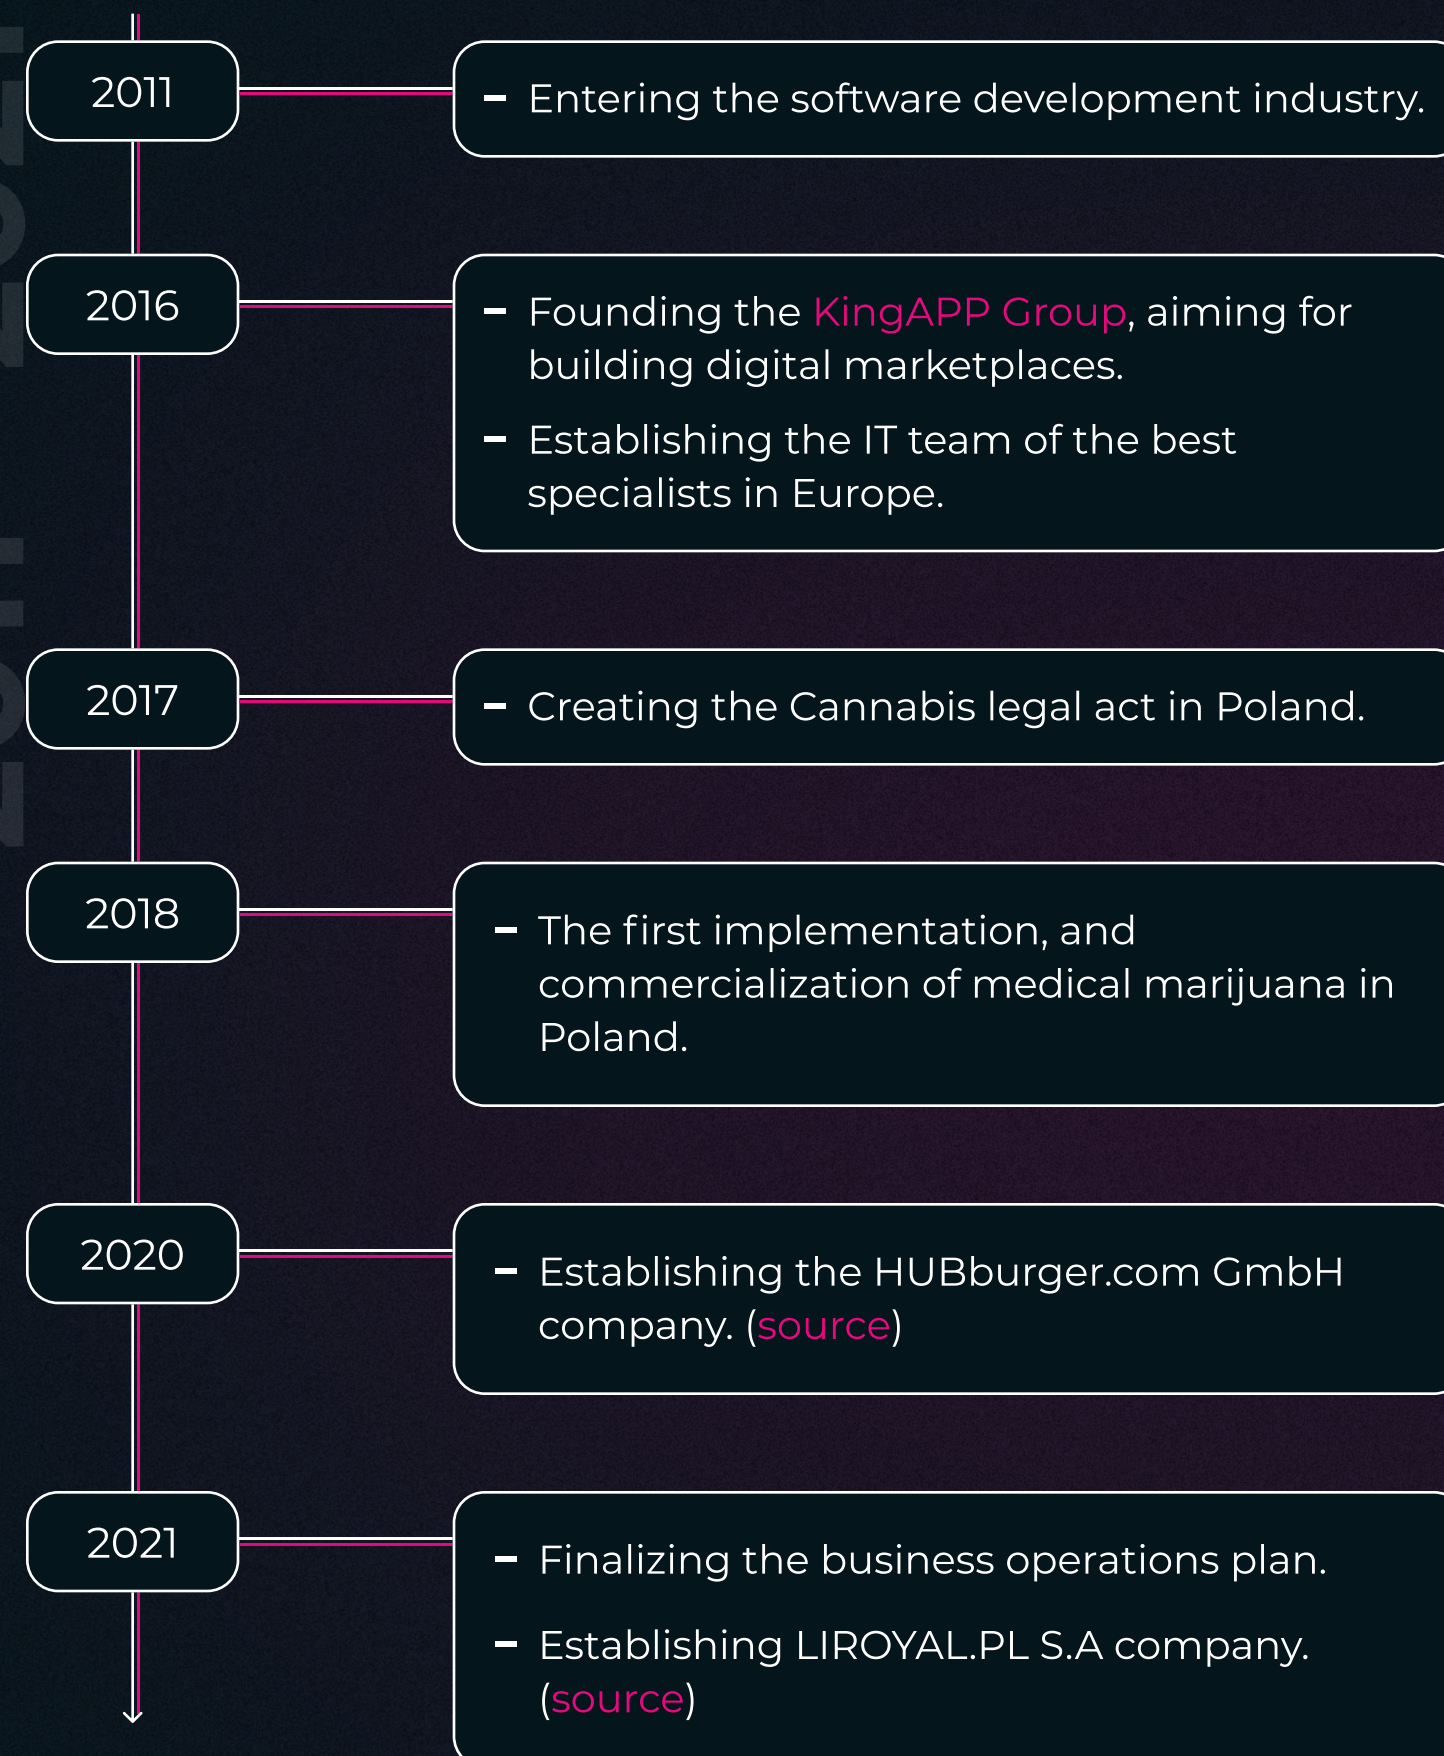 2011
– Entering the software development industry.
2016
– Founding the KingAPP Group, aiming for
building digital marketplaces.
– Establishing the IT team of the best
specialists in Europe.
2017
– Creating the Cannabis legal act in Poland.
2018
– The first implementation, and
commercialization of medical marijuana in
Poland.
2020
– Establishing the HUBburger.com GmbH
company. (source)
2021
– Finalizing the business operations plan.
– Establishing LIROYAL.PL S.A company.
(source)